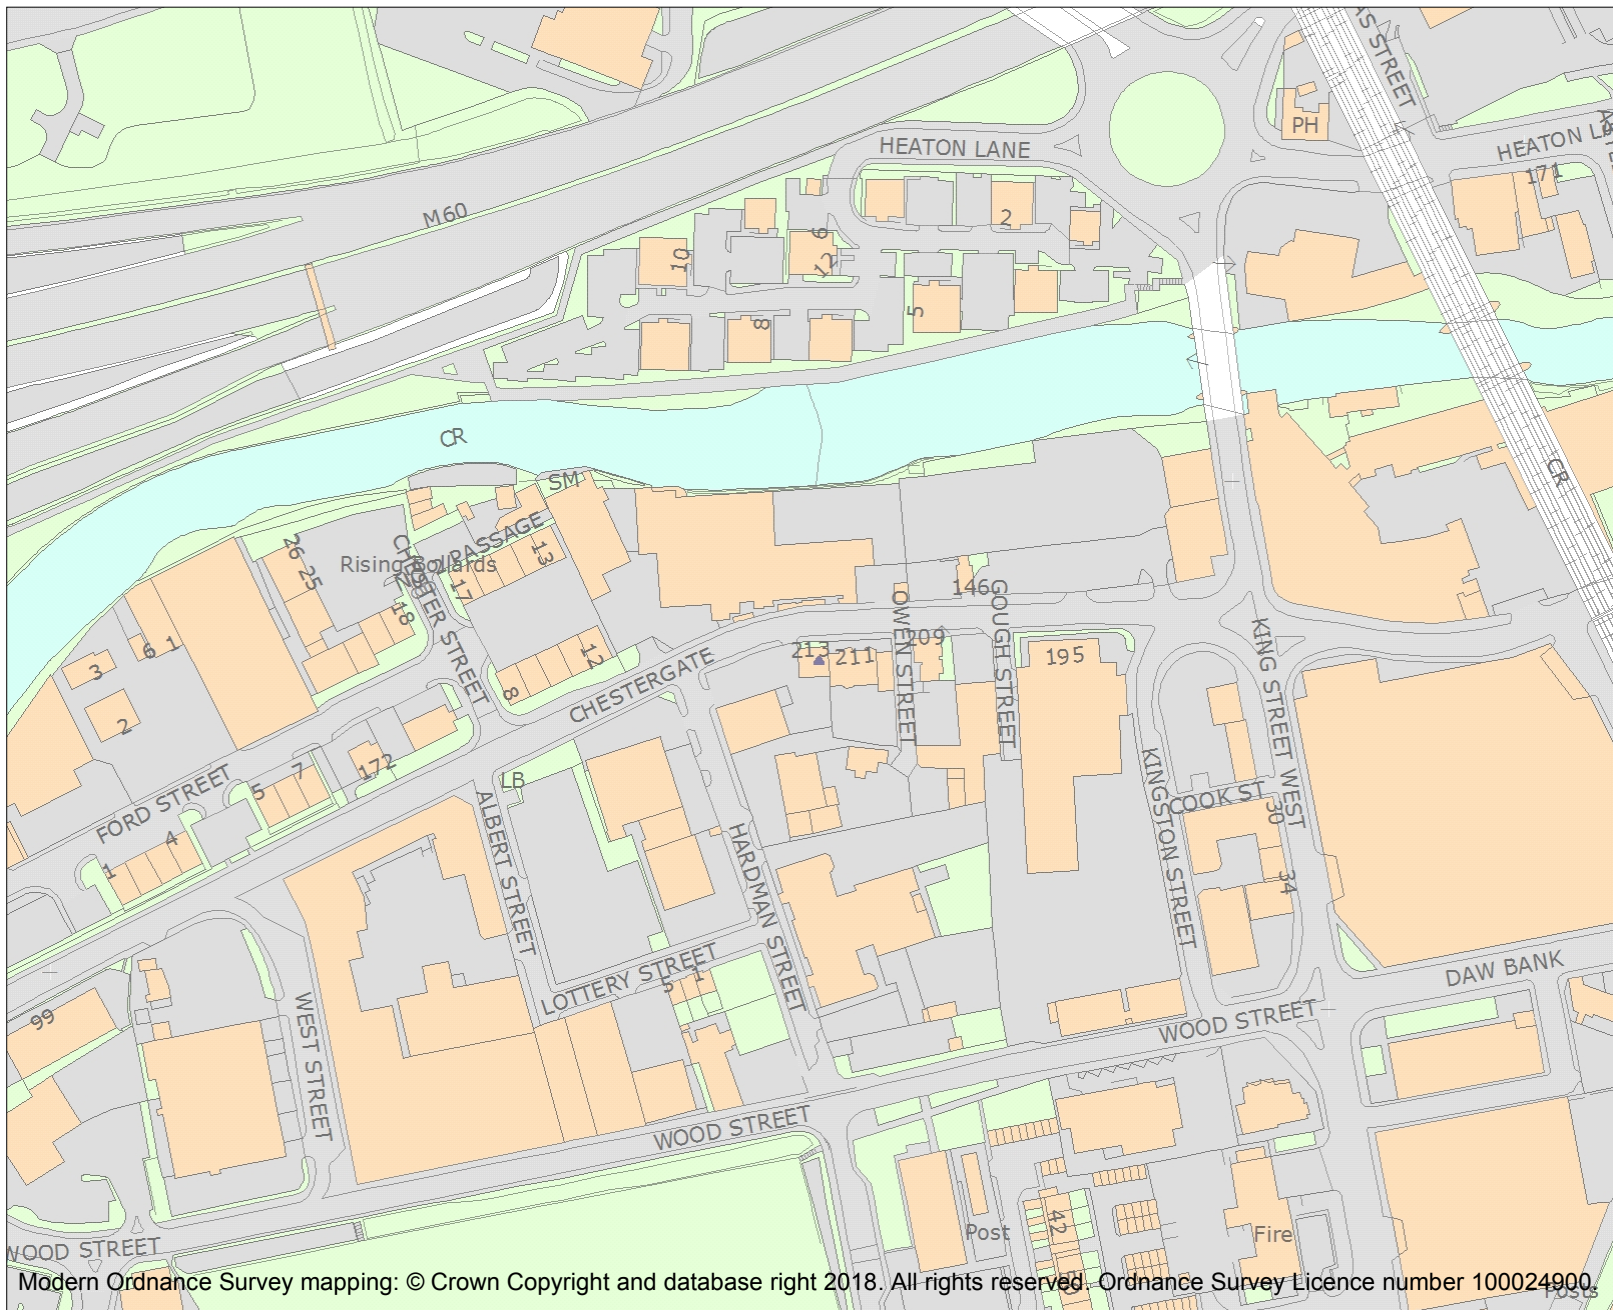 PH
HEATON LANE
HEATON LA
171
M60
2
6
10
12
5
8
CR
SM
CR
PASSAGE
13
Rising Bollards
26
25
17
18
CHESTER STREET
146
OWEN STREET
GOUGH STREET
209
213
211
195
KING STREET WEST
3
6
1
2
12
8
CHESTERGATE
172
7
5
FORD STREET
4
1
LB
ALBERT STREET
HARDMAN STREET
KINGSTON STREET
COOK ST
30
34
LOTTERY STREET
5
1
DAW BANK
99
WEST STREET
WOOD STREET
WOOD STREET
WOOD STREET
42
Post
Fire
Posts
Modern Ordnance Survey mapping: © Crown Copyright and database right 2018. All rights reserved. Ordnance Survey Licence number 100024900.